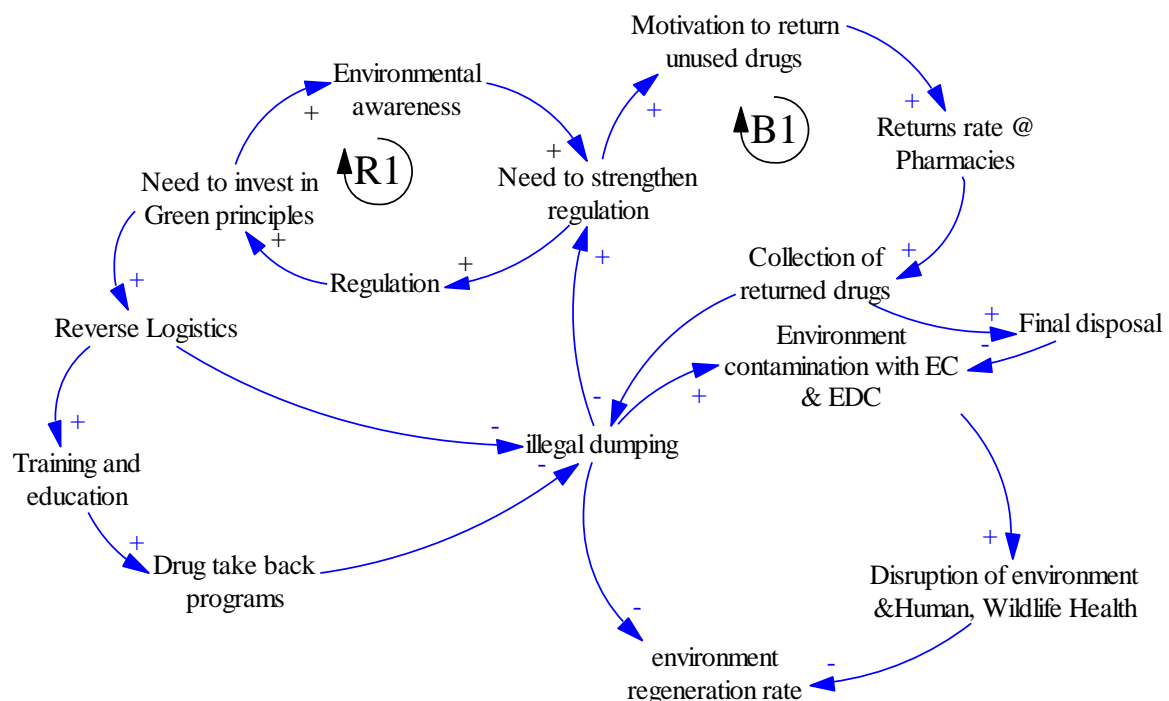 Motivation to return
unused drugs
Environmental
awareness
+
+
+
+
R1
B1
Returns rate @
Pharmacies
Need to invest in
Green principles
Need to strengthen
regulation
+
+
+
+
Regulation
+
Collection of
returned drugs
+
Final disposal
-
Reverse Logistics
Environment
contamination with EC
& EDC
+
-
-
+
illegal dumping
-
Training and
education
+
+
Drug take back
programs
Disruption of environment
&Human, Wildlife Health
-
environment
regeneration rate
-